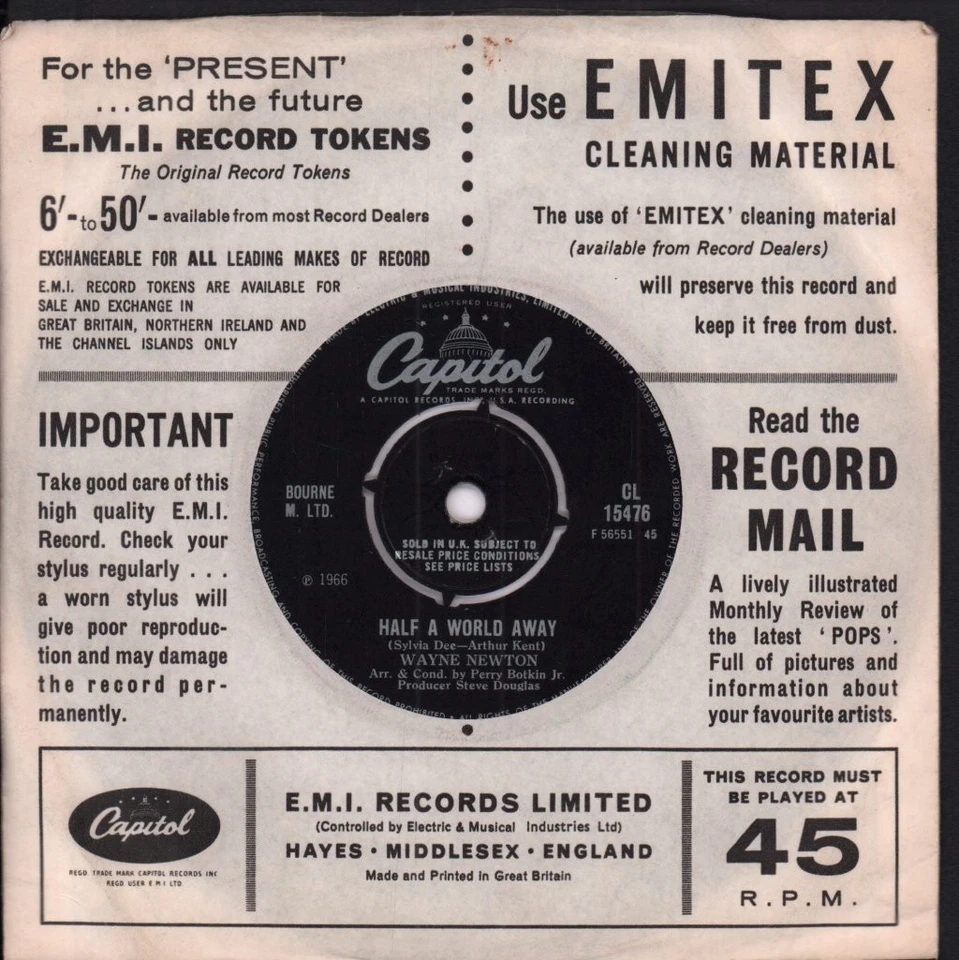 For the 'PRESENT'
...and the future
E.M.I. RECORD TOKENS
The Original Record Tokens
6'- to 50'- available from most Record Dealers
EXCHANGEABLE FOR ALL LEADING MAKES OF RECORD
E.M.I. RECORD TOKENS ARE AVAILABLE FOR
SALE AND EXCHANGE IN
GREAT BRITAIN, NORTHERN IRELAND AND
THE CHANNEL ISLANDS ONLY
Use EMITEX
CLEANING MATERIAL
The use of 'EMITEX' cleaning material
(available from Record Dealers)
will preserve this record and
keep it free from dust.
IMPORTANT
Take good care of this
high quality E.M.I.
Record. Check your
stylus regularly ...
a worn stylus will
give poor reproduc-
tion and may damage
the record per-
manently.
REGISTERED USER
Capitol
TRADE MARKS REGD.
A CAPITOL RECORDS, INC., U.S.A. RECORDING
BOURNE
M. LTD.
CL
15476
F 56551 45
SOLD IN U.K. SUBJECT TO
RESALE PRICE CONDITIONS
SEE PRICE LISTS
℗ 1966
HALF A WORLD AWAY
(Sylvia Dee—Arthur Kent)
WAYNE NEWTON
Arr. & Cond. by Perry Botkin Jr.
Producer Steve Douglas
Read the
RECORD
MAIL
A lively illustrated
Monthly Review of
the latest 'POPS'.
Full of pictures and
information about
your favourite artists.
Capitol
REGD. TRADE MARK CAPITOL RECORDS INC
REGD. USER E M I LTD
E.M.I. RECORDS LIMITED
(Controlled by Electric & Musical Industries Ltd)
HAYES • MIDDLESEX • ENGLAND
Made and Printed in Great Britain
THIS RECORD MUST
BE PLAYED AT
45
R.P.M.